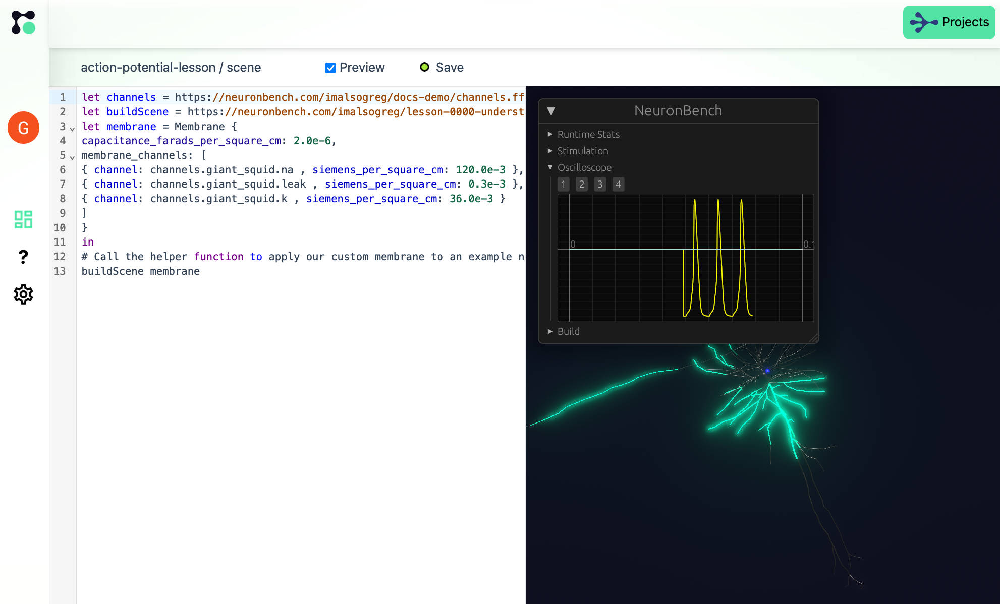 Projects
action-potential-lesson / scene
Preview
Save
G
?
1 let channels = https://neuronbench.com/imalsogreg/docs-demo/channels.ff
2 let buildScene = https://neuronbench.com/imalsogreg/lesson-0000-underst
3 let membrane = Membrane {
4 capacitance_farads_per_square_cm: 2.0e-6,
5 membrane_channels: [
6 { channel: channels.giant_squid.na , siemens_per_square_cm: 120.0e-3 },
7 { channel: channels.giant_squid.leak , siemens_per_square_cm: 0.3e-3 },
8 { channel: channels.giant_squid.k , siemens_per_square_cm: 36.0e-3 }
9 ]
10 }
11 in
12 # Call the helper function to apply our custom membrane to an example n
13 buildScene membrane
NeuronBench
Runtime Stats
Stimulation
Oscilloscope
1 2 3 4
0 0.1
Build